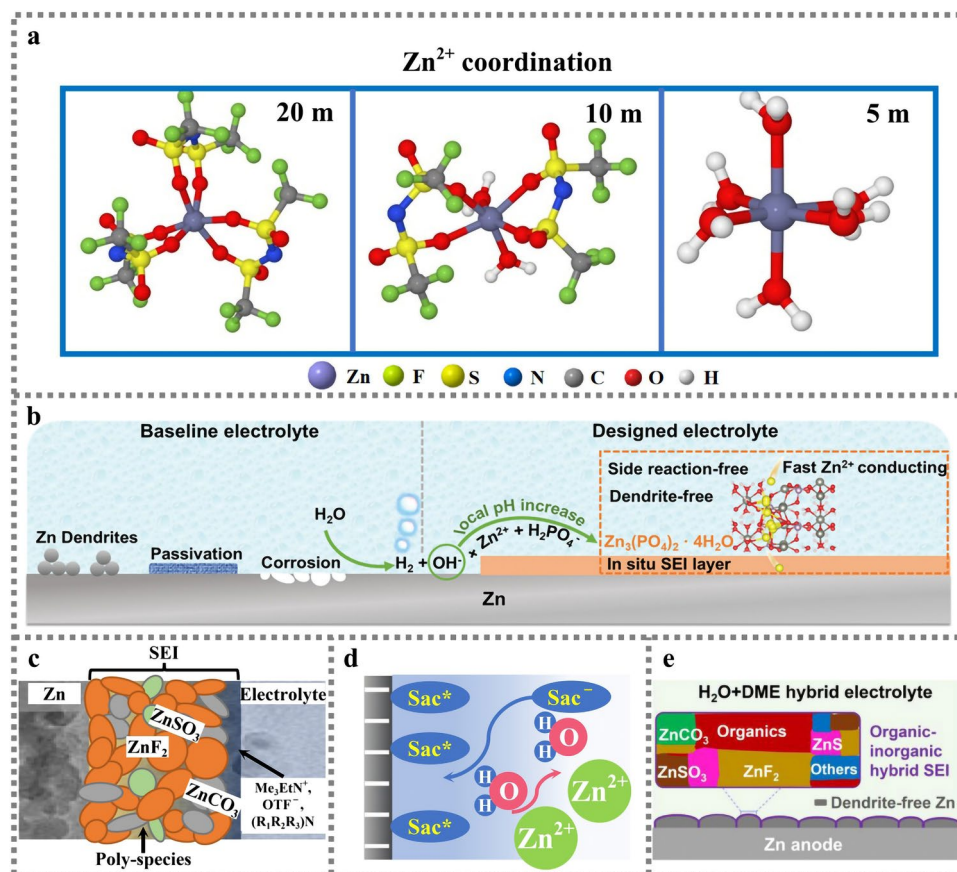 a
Zn²⁺ coordination
20 m
10 m
5 m
Zn F S N C O H
b
Baseline electrolyte
Designed electrolyte
Side reaction-free
Fast Zn²⁺ conducting
Dendrite-free
local pH increase
H₂O
+ Zn²⁺ + H₂PO₄⁻
Zn Dendrites
Passivation
Corrosion
H₂ + OH⁻
Zn₃(PO₄)₂ · 4H₂O
In situ SEI layer
Zn
c
SEI
Zn
Electrolyte
ZnSO₃
ZnF₂
ZnCO₃
Me₃EtN⁺,
OTF⁻,
(R₁R₂R₃)N
Poly-species
d
Sac*
Sac⁻
H
H
O
Sac*
H
H
O
Zn²⁺
Sac*
Zn²⁺
e
H₂O+DME hybrid electrolyte
ZnCO₃
Organics
ZnS
ZnSO₃
ZnF₂
Others
Organic-
inorganic
hybrid SEI
Dendrite-free Zn
Zn anode